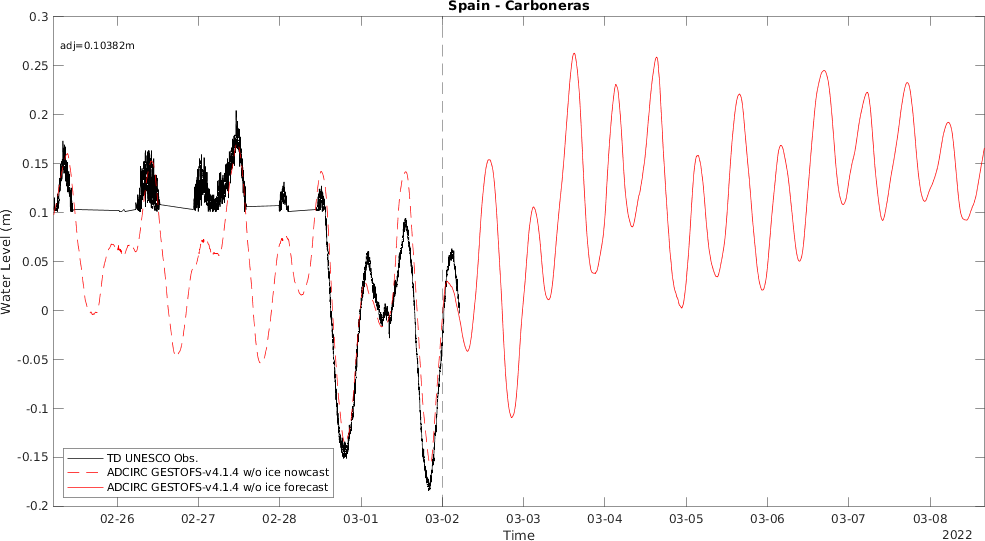 Spain - Carboneras
adj=0.10382m
0.3
0.25
0.2
0.15
0.1
0.05
0
-0.05
-0.1
-0.15
-0.2
Water Level (m)
TD UNESCO Obs.
ADCIRC GESTOFS-v4.1.4 w/o ice nowcast
ADCIRC GESTOFS-v4.1.4 w/o ice forecast
02-26 02-27 02-28 03-01 03-02 03-03 03-04 03-05 03-06 03-07 03-08
Time
2022